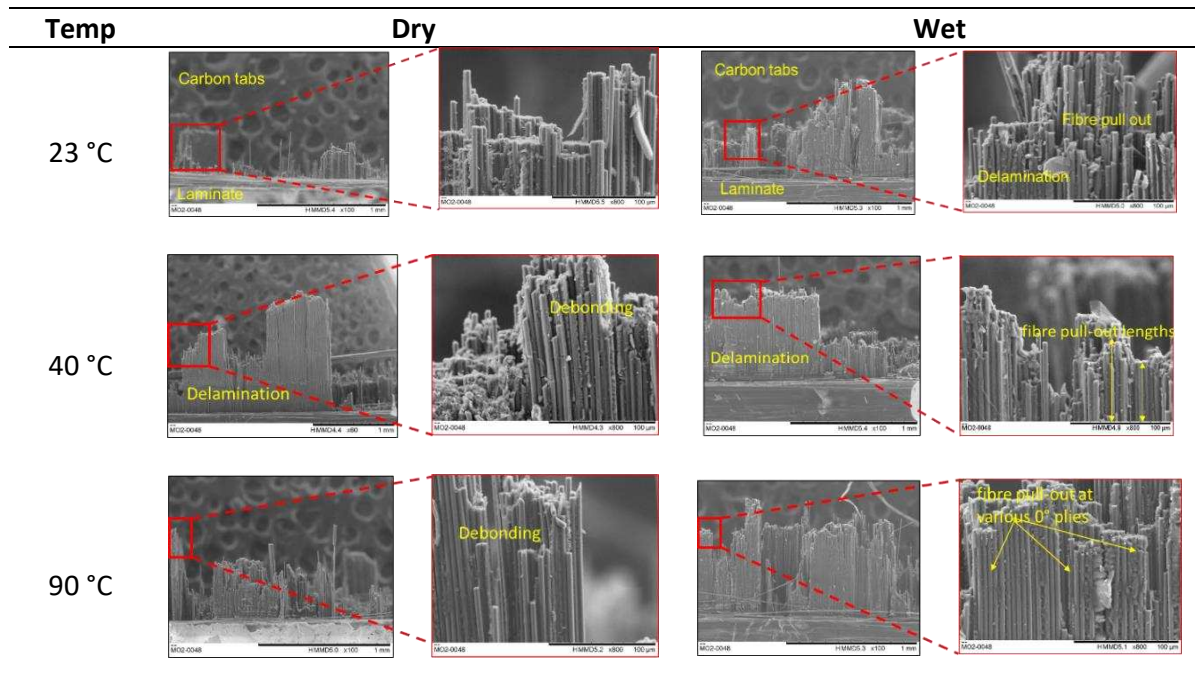 Temp Dry Wet
23 °C
Carbon tabs
Laminate
MO2-0048 HMMD5.4 x100 1 mm
MO2-0048 HMMD5.5 x800 100 µm
Carbon tabs
Laminate
MO2-0048 HMMD5.3 x100 1 mm
Fibre pull out
Delamination
MO2-0048 HMMD5.0 x800 100 µm
40 °C
Delamination
MO2-0048 HMMD4.4 x80 1 mm
Debonding
MO2-0048 HMMD4.3 x800 100 µm
Delamination
MO2-0048 HMMD5.4 x100 1 mm
fibre pull-out lengths
MO2-0048 HMMD4.8 x800 100 µm
90 °C
MO2-0048 HMMD5.0 x100 1 mm
Debonding
MO2-0048 HMMD5.2 x800 100 µm
MO2-0048 HMMD5.3 x100 1 mm
fibre pull-out at
various 0° plies
MO2-0048 HMMD5.1 x800 100 µm